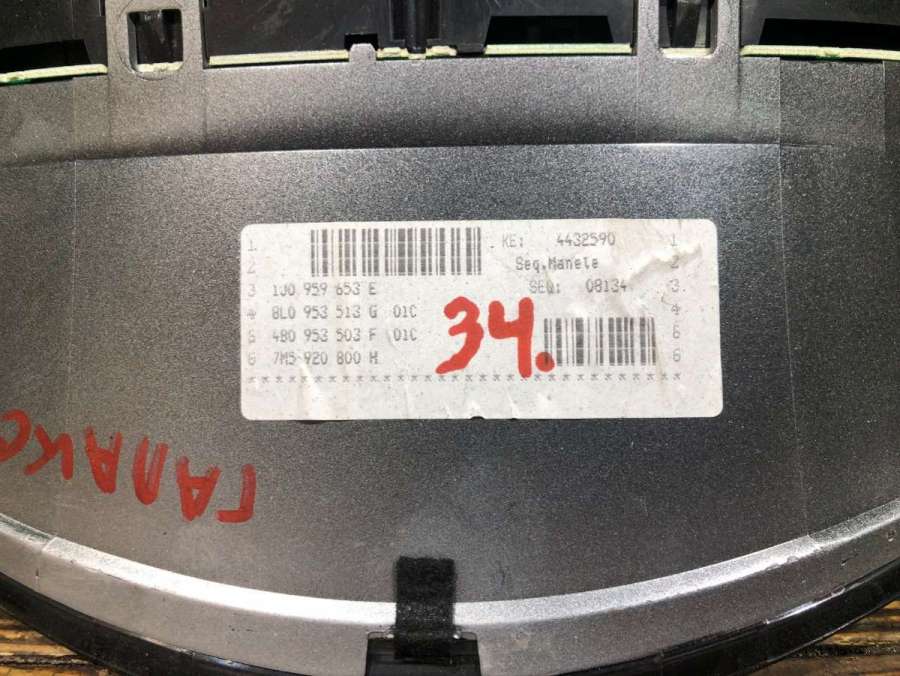 1. KE: 4432590 1
2 Seq.Manele 2
3 1J0 959 653 E SEQ: 08134 3.
4 8L0 953 513 G 01C 4
5 4B0 953 503 F 01C 5
6 7M5 920 800 H 6
34.
ГАЛАКС